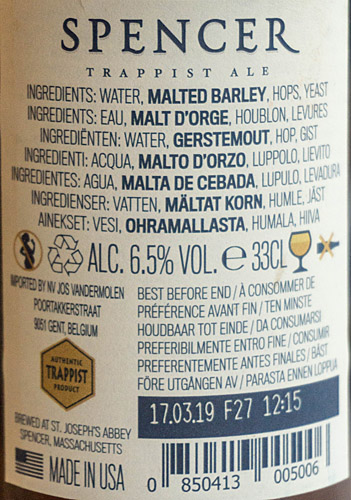 SPENCER
TRAPPIST ALE
INGREDIENTS: WATER, MALTED BARLEY, HOPS, YEAST
INGREDIENTS: EAU, MALT D'ORGE, HOUBLON, LEVURES
INGREDIËNTEN: WATER, GERSTEMOUT, HOP, GIST
INGREDIENTI: ACQUA, MALTO D'ORZO, LUPPOLO, LIEVITO
INGREDIENTES: AGUA, MALTA DE CEBADA, LUPULO, LEVADURA
INGREDIENSER: VATTEN, MÄLTAT KORN, HUMLE, JÄST
AINEKSET: VESI, OHRAMALLASTA, HUMALA, HIIVA
ALC. 6.5% VOL. ℮ 33CL
IMPORTED BY NV JOS VANDERMOLEN
POORTAKKERSTRAAT
9051 GENT, BELGIUM
BEST BEFORE END / À CONSOMMER DE
PRÉFÉRENCE AVANT FIN / TEN MINSTE
HOUDBAAR TOT EINDE / DA CONSUMARSI
PREFERIBILMENTE ENTRO FINE / CONSUMIR
PREFERENTEMENTE ANTES FINALES / BÄST
FÖRE UTGÅNGEN AV / PARASTA ENNEN LOPPUA
17.03.19 F27 12:15
AUTHENTIC
TRAPPIST
PRODUCT
BREWED AT ST. JOSEPH'S ABBEY
SPENCER, MASSACHUSETTS
MADE IN USA
0 850413 005006